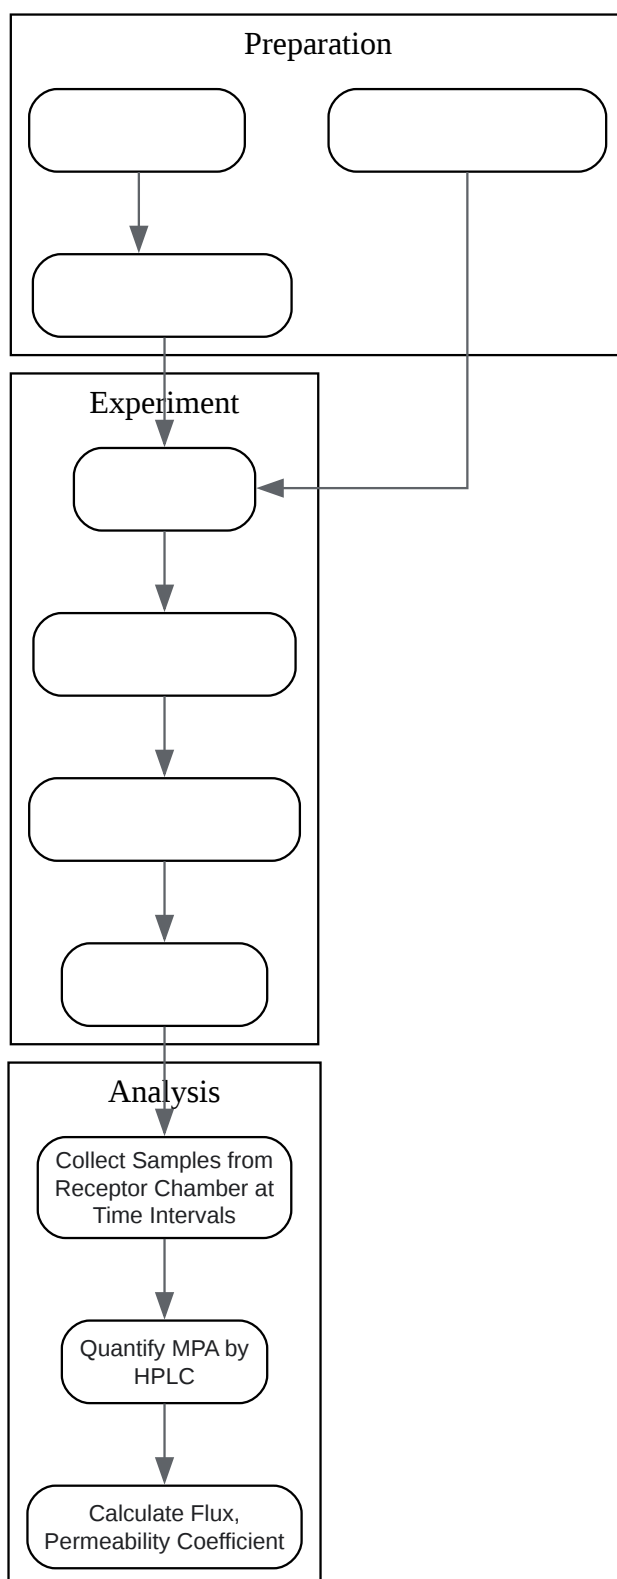 Preparation
Experiment
Analysis
Collect Samples from
Receptor Chamber at
Time Intervals
Quantify MPA by
HPLC
Calculate Flux,
Permeability Coefficient